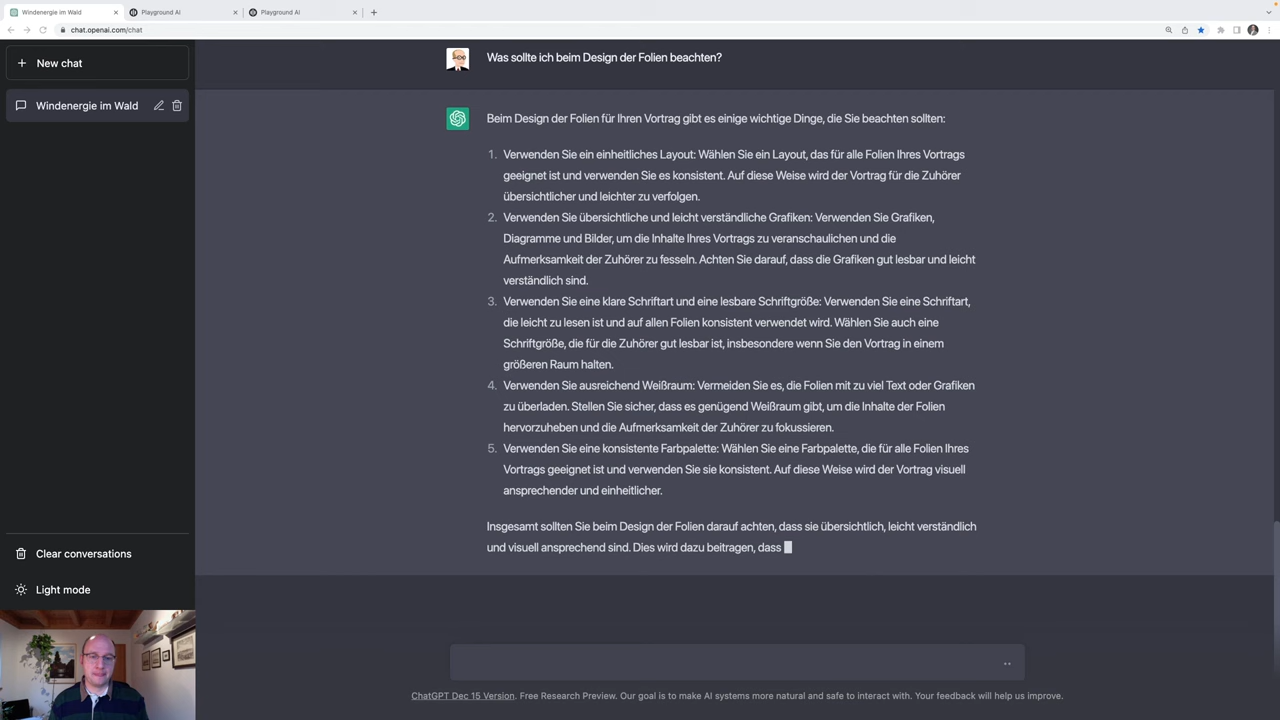 Windenergie im Wald
Playground AI
Playground AI
chat.openai.com/chat
New chat
Windenergie im Wald
Was sollte ich beim Design der Folien beachten?
Beim Design der Folien für Ihren Vortrag gibt es einige wichtige Dinge, die Sie beachten sollten:
1. Verwenden Sie ein einheitliches Layout: Wählen Sie ein Layout, das für alle Folien Ihres Vortrags
geeignet ist und verwenden Sie es konsistent. Auf diese Weise wird der Vortrag für die Zuhörer
übersichtlicher und leichter zu verfolgen.
2. Verwenden Sie übersichtliche und leicht verständliche Grafiken: Verwenden Sie Grafiken,
Diagramme und Bilder, um die Inhalte Ihres Vortrags zu veranschaulichen und die
Aufmerksamkeit der Zuhörer zu fesseln. Achten Sie darauf, dass die Grafiken gut lesbar und leicht
verständlich sind.
3. Verwenden Sie eine klare Schriftart und eine lesbare Schriftgröße: Verwenden Sie eine Schriftart,
die leicht zu lesen ist und auf allen Folien konsistent verwendet wird. Wählen Sie auch eine
Schriftgröße, die für die Zuhörer gut lesbar ist, insbesondere wenn Sie den Vortrag in einem
größeren Raum halten.
4. Verwenden Sie ausreichend Weißraum: Vermeiden Sie es, die Folien mit zu viel Text oder Grafiken
zu überladen. Stellen Sie sicher, dass es genügend Weißraum gibt, um die Inhalte der Folien
hervorzuheben und die Aufmerksamkeit der Zuhörer zu fokussieren.
5. Verwenden Sie eine konsistente Farbpalette: Wählen Sie eine Farbpalette, die für alle Folien Ihres
Vortrags geeignet ist und verwenden Sie sie konsistent. Auf diese Weise wird der Vortrag visuell
ansprechender und einheitlicher.
Insgesamt sollten Sie beim Design der Folien darauf achten, dass sie übersichtlich, leicht verständlich
und visuell ansprechend sind. Dies wird dazu beitragen, dass
Clear conversations
Light mode
ChatGPT Dec 15 Version. Free Research Preview. Our goal is to make AI systems more natural and safe to interact with. Your feedback will help us improve.